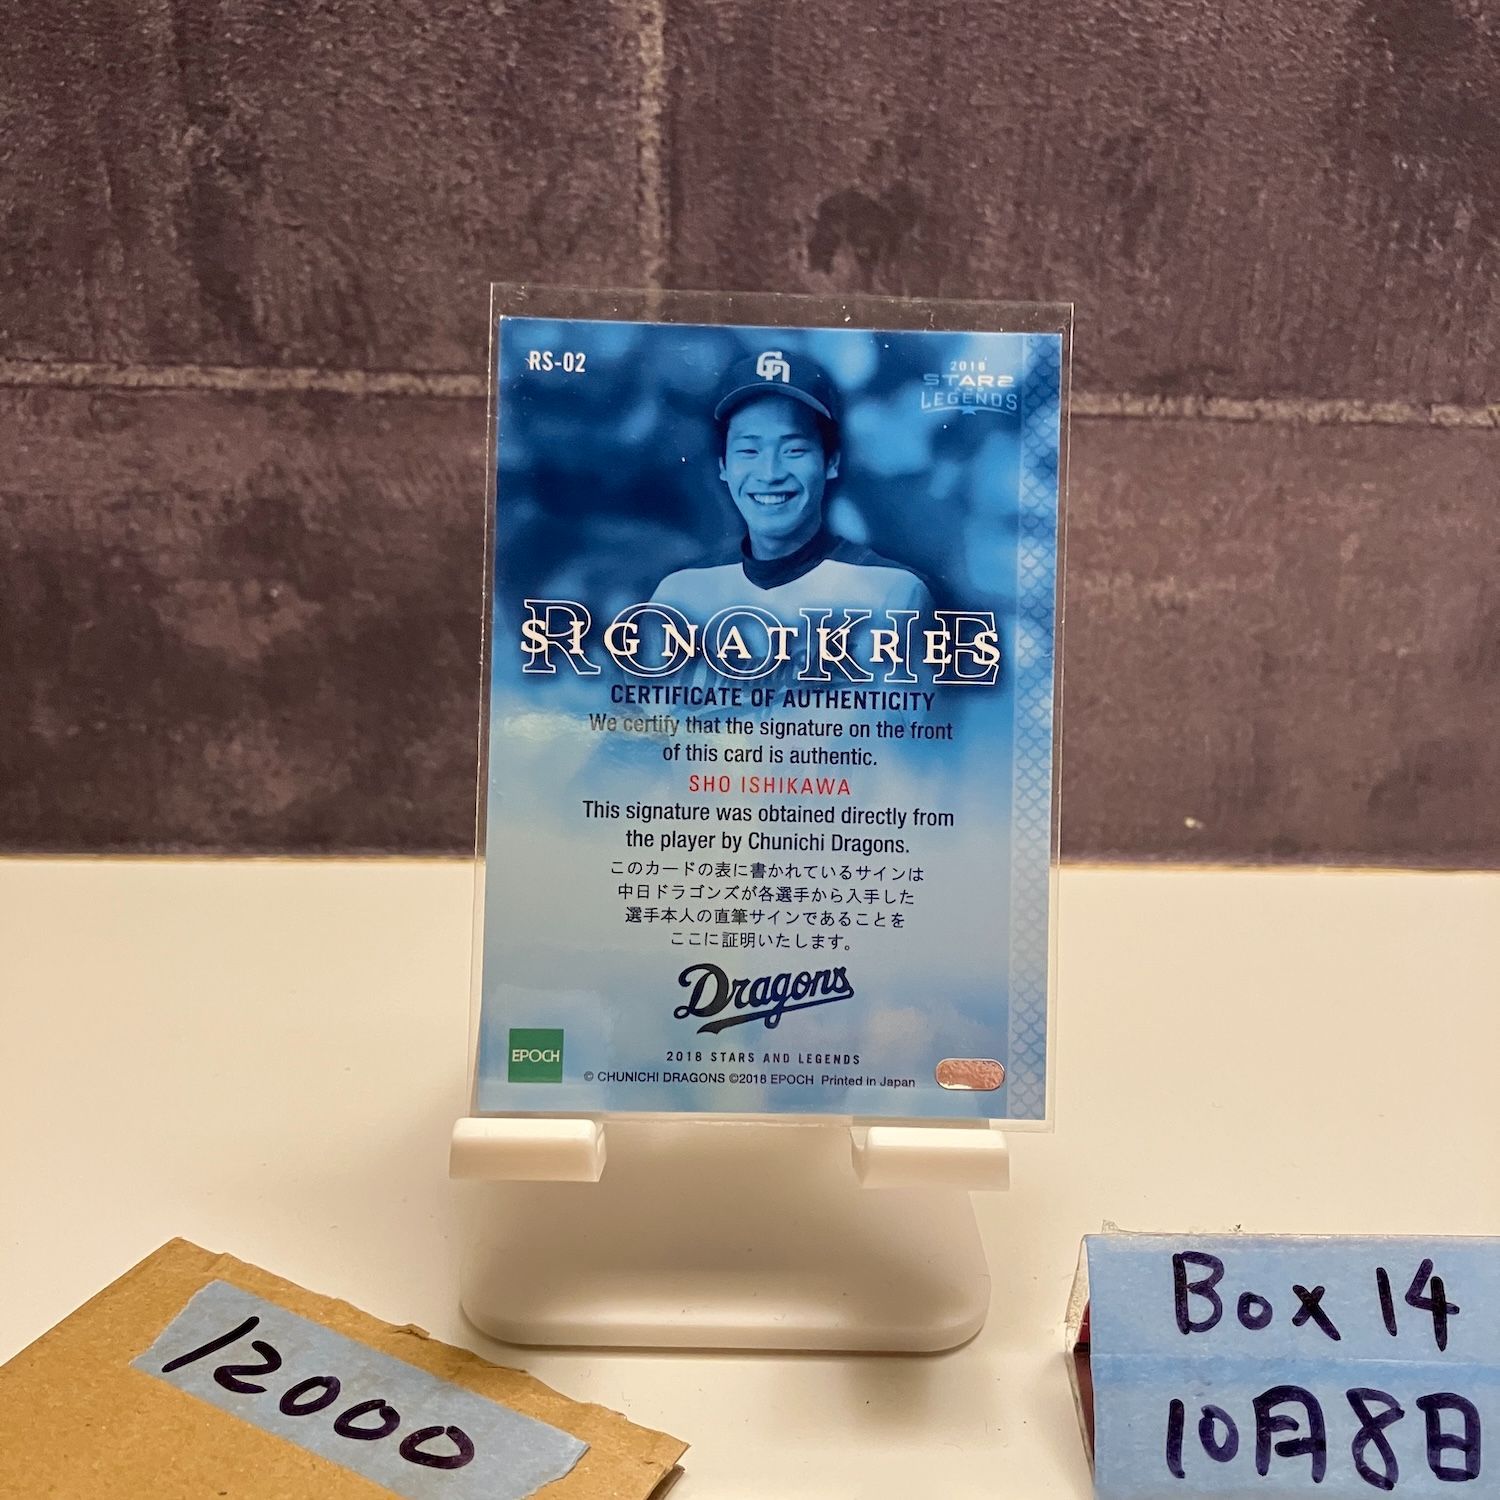 RS-02
2018
STARS
AND
LEGENDS
ROOKIE
SIGNATURES
CERTIFICATE OF AUTHENTICITY
We certify that the signature on the front
of this card is authentic.
SHO ISHIKAWA
This signature was obtained directly from
the player by Chunichi Dragons.
このカードの表に書かれているサインは
中日ドラゴンズが各選手から入手した
選手本人の直筆サインであることを
ここに証明いたします。
Dragons
EPOCH
2018 STARS AND LEGENDS
© CHUNICHI DRAGONS ©2018 EPOCH Printed in Japan
12000
Box 14
10月8日